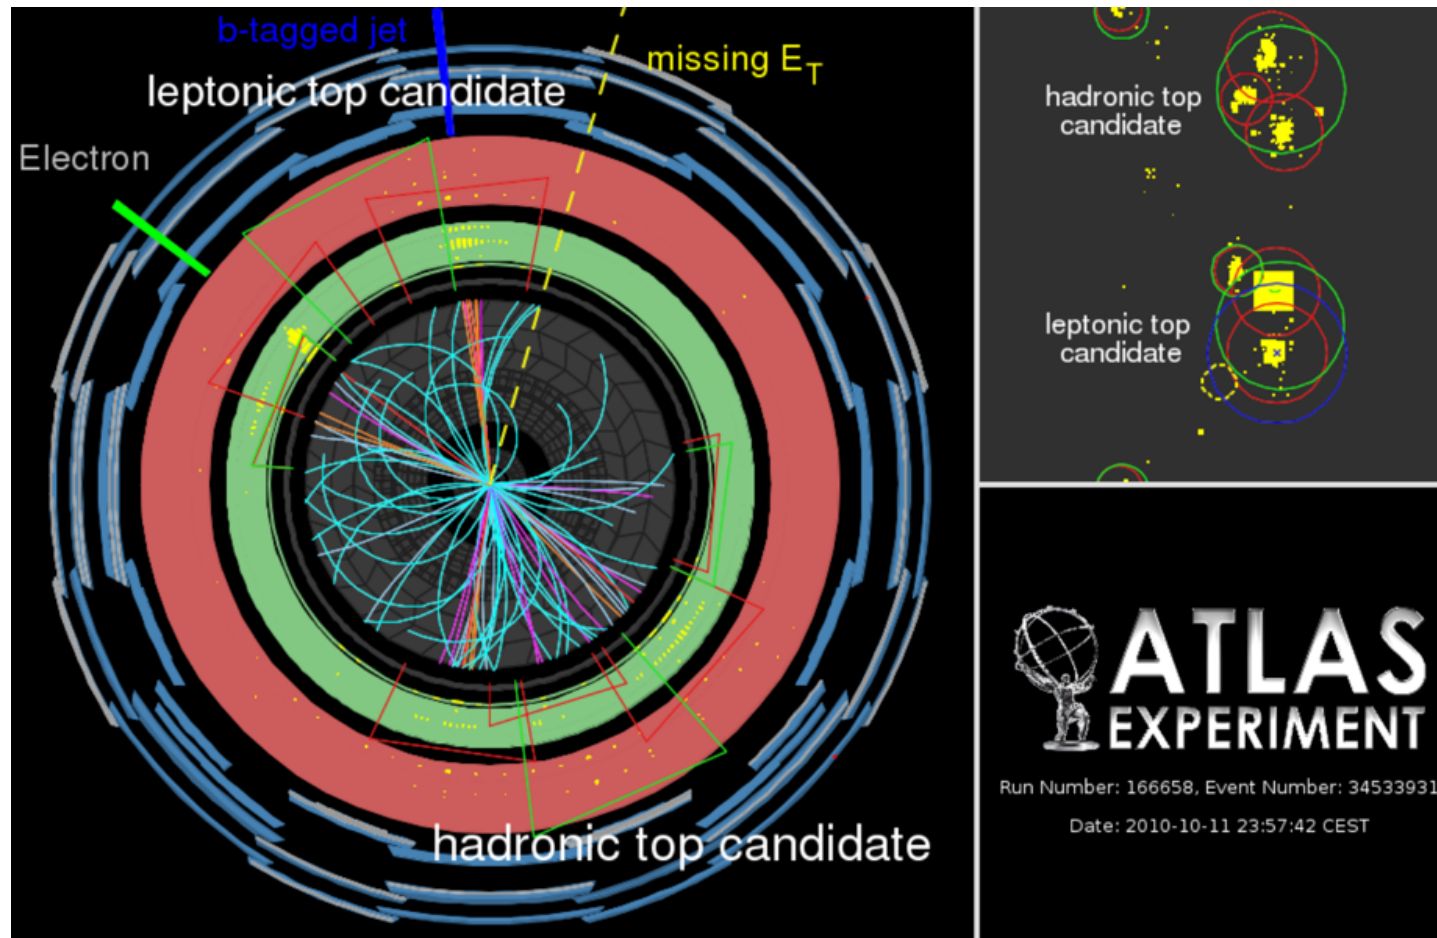 b-tagged jet
missing E_T
leptonic top candidate
Electron
hadronic top candidate
hadronic top
candidate
leptonic top
candidate
ATLAS
EXPERIMENT
Run Number: 166658, Event Number: 34533931
Date: 2010-10-11 23:57:42 CEST